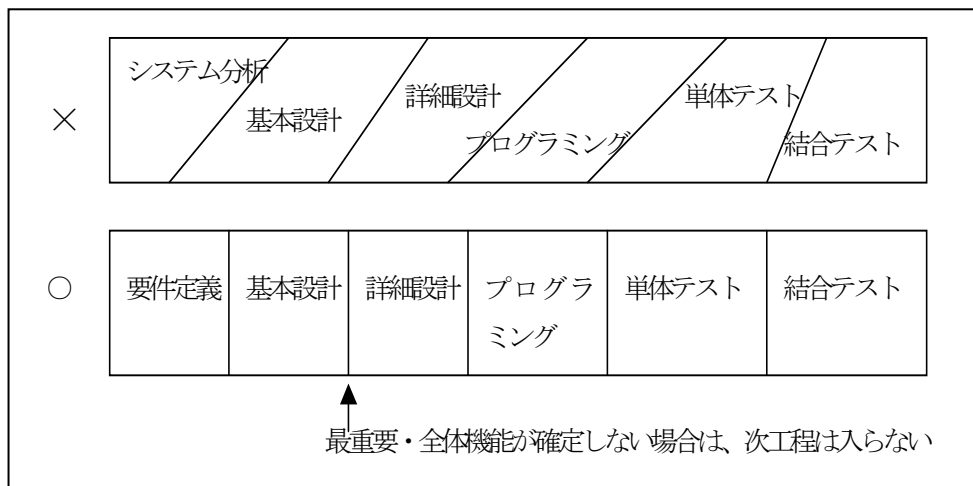 ×
システム分析
基本設計
詳細設計
プログラミング
単体テスト
結合テスト
○
要件定義
基本設計
詳細設計
プログラ
ミング
単体テスト
結合テスト
最重要・全体機能が確定しない場合は、次工程は入らない